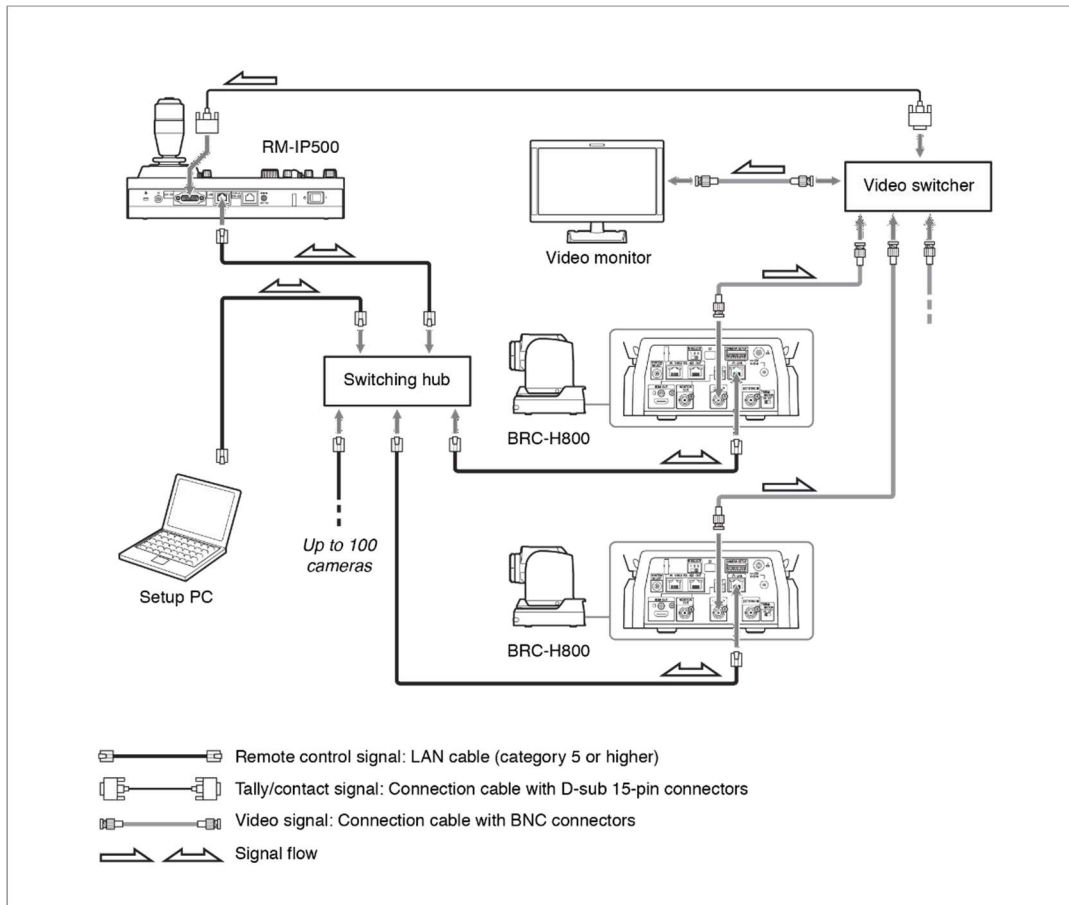 RM-IP500
Video switcher
Video monitor
Switching hub
BRC-H800
Up to 100
cameras
Setup PC
BRC-H800
Remote control signal: LAN cable (category 5 or higher)
Tally/contact signal: Connection cable with D-sub 15-pin connectors
Video signal: Connection cable with BNC connectors
Signal flow